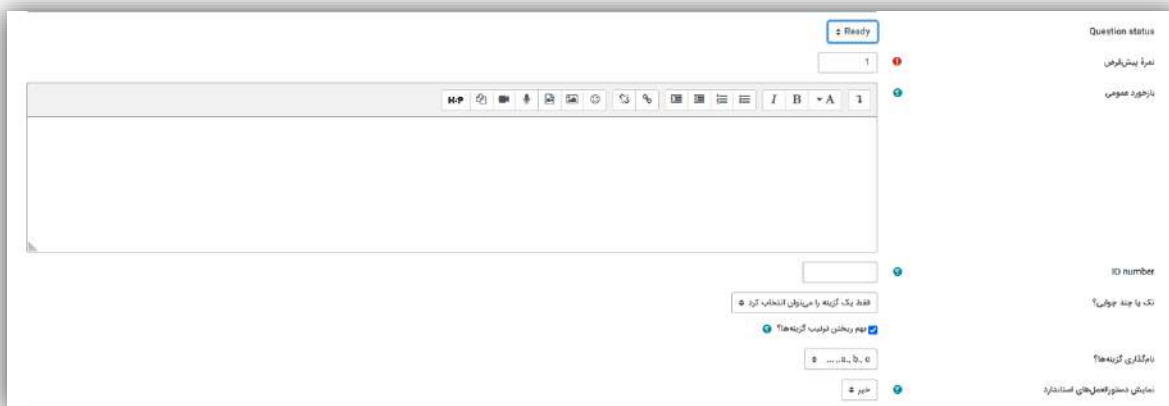 Question status
Ready
نمرهٔ پیش‌فرض
1
بازخورد عمومی
A B I H-P
ID number
تک یا چند جوابی؟
فقط یک گزینه را می‌توان انتخاب کرد
بهم ریختن ترتیب گزینه‌ها؟
نام‌گذاری گزینه‌ها؟
a., b., c., ...
نمایش دستورالعمل‌های استاندارد
خیر